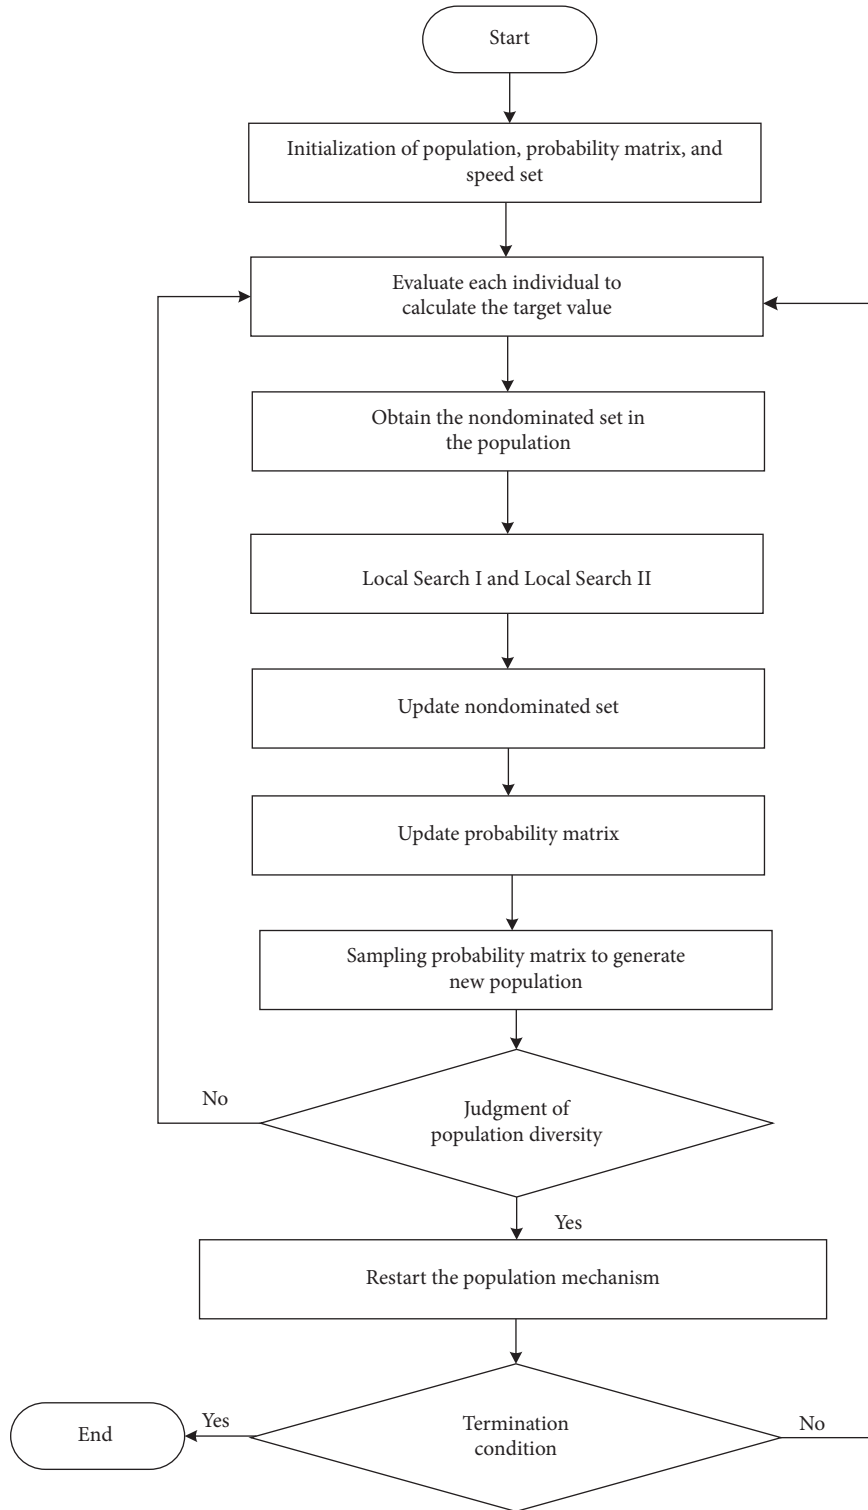 Start
Initialization of population, probability matrix, and
speed set
Evaluate each individual to
calculate the target value
Obtain the nondominated set in
the population
Local Search I and Local Search II
Update nondominated set
Update probability matrix
Sampling probability matrix to generate
new population
No
Judgment of
population diversity
Yes
Restart the population mechanism
End
Yes
Termination
condition
No